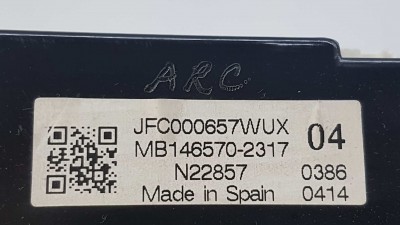 ARC
JFC000657WUX 04
MB146570-2317
N22857 0386
Made in Spain 0414